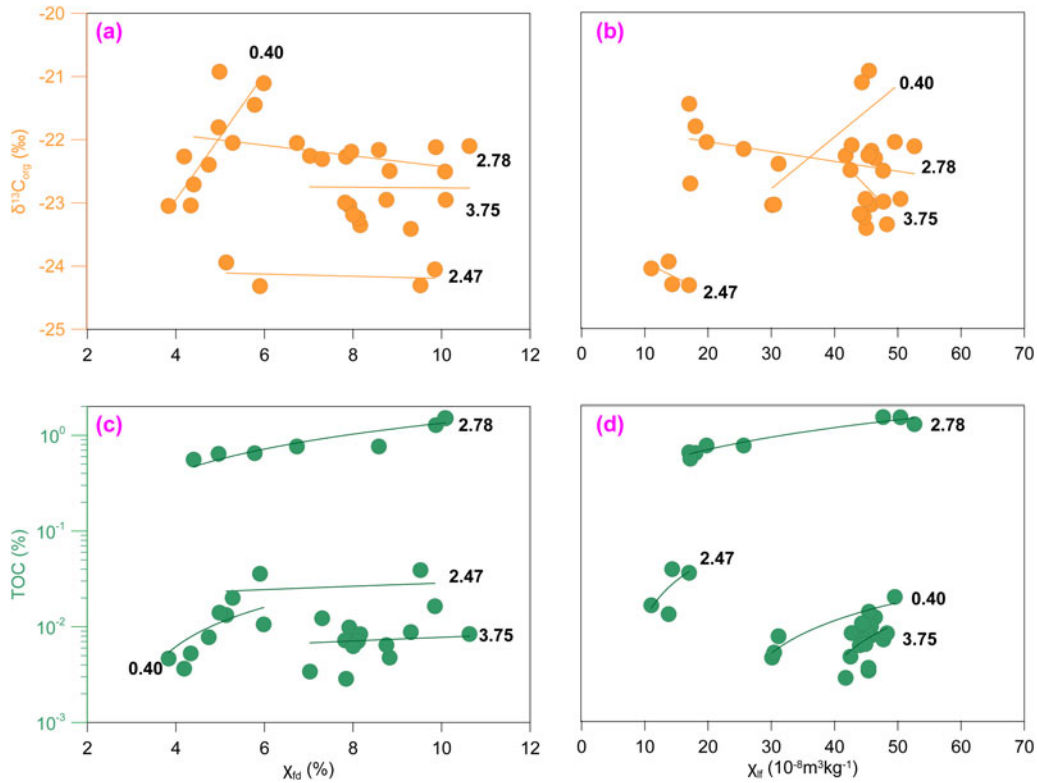 (a)
0.40
2.78
3.75
2.47
-20
-21
-22
-23
-24
-25
δ¹³Corg (‰)
2 4 6 8 10 12
(b)
0.40
2.78
3.75
2.47
0 10 20 30 40 50 60 70
(c)
2.78
2.47
3.75
0.40
10⁰
10⁻¹
10⁻²
10⁻³
TOC (%)
2 4 6 8 10 12
χfd (%)
(d)
2.78
2.47
0.40
3.75
0 10 20 30 40 50 60 70
χlf (10⁻⁸m³kg⁻¹)